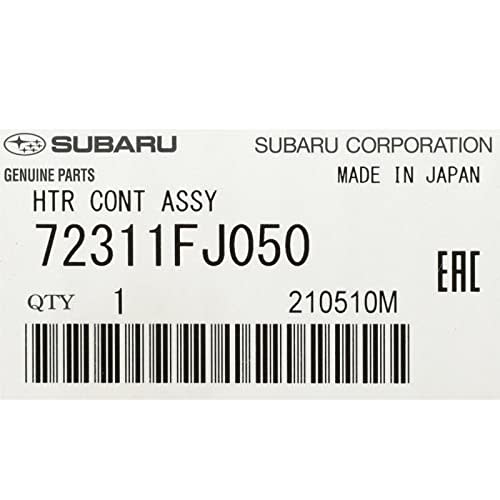 SUBARU SUBARU CORPORATION
GENUINE PARTS MADE IN JAPAN
HTR CONT ASSY
72311FJ050
EAC
QTY 1 210510M